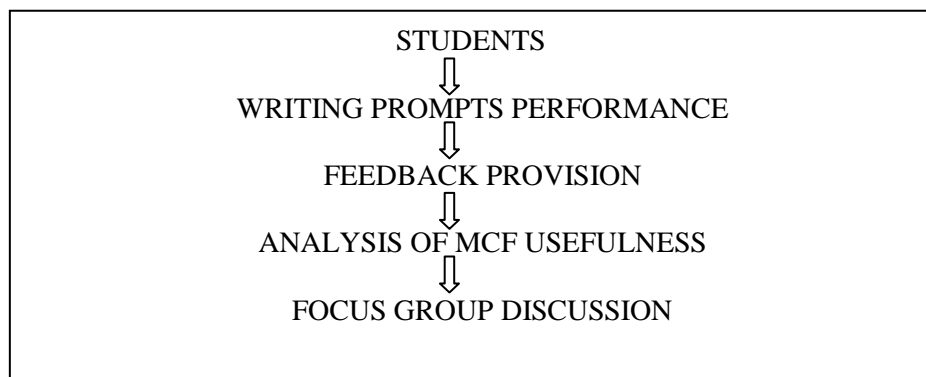 STUDENTS
WRITING PROMPTS PERFORMANCE
FEEDBACK PROVISION
ANALYSIS OF MCF USEFULNESS
FOCUS GROUP DISCUSSION